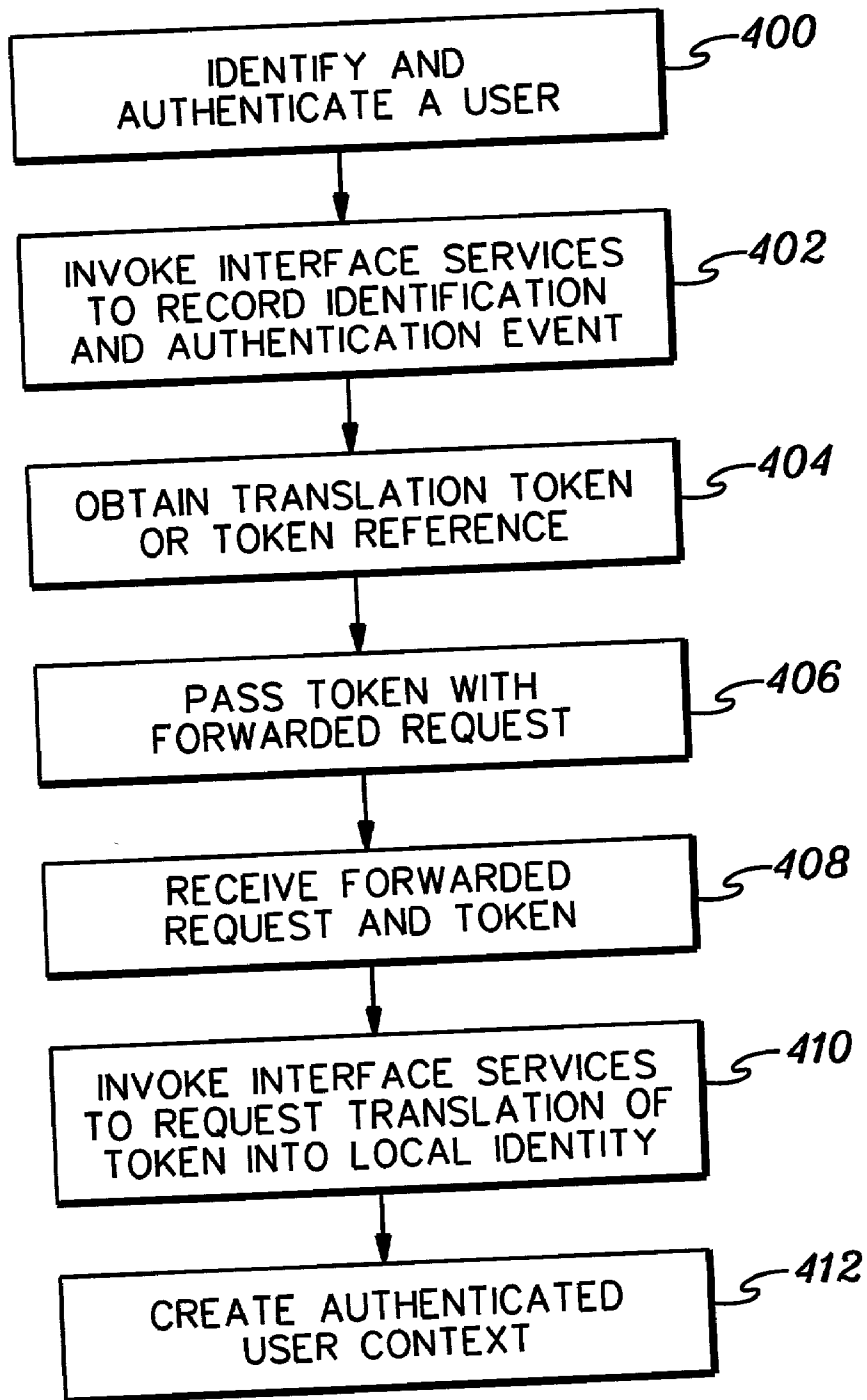 IDENTIFY AND
AUTHENTICATE A USER
400
INVOKE INTERFACE SERVICES
TO RECORD IDENTIFICATION
AND AUTHENTICATION EVENT
402
OBTAIN TRANSLATION TOKEN
OR TOKEN REFERENCE
404
PASS TOKEN WITH
FORWARDED REQUEST
406
RECEIVE FORWARDED
REQUEST AND TOKEN
408
INVOKE INTERFACE SERVICES
TO REQUEST TRANSLATION OF
TOKEN INTO LOCAL IDENTITY
410
CREATE AUTHENTICATED
USER CONTEXT
412